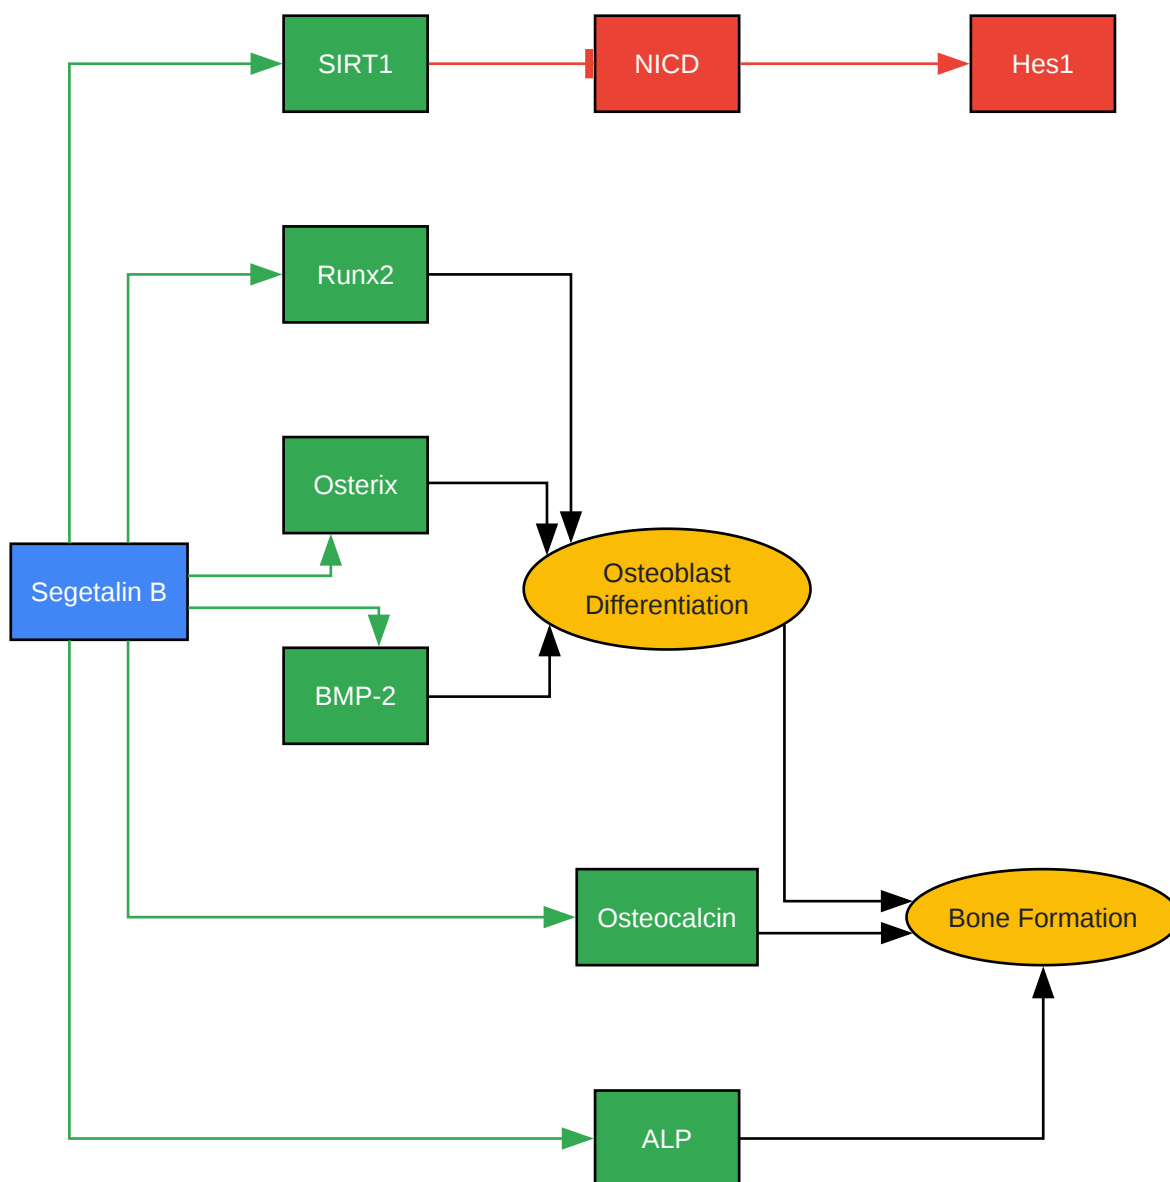 SIRT1
NICD
Hes1
Runx2
Osterix
Segetalin B
Osteoblast
Differentiation
BMP-2
Osteocalcin
Bone Formation
ALP